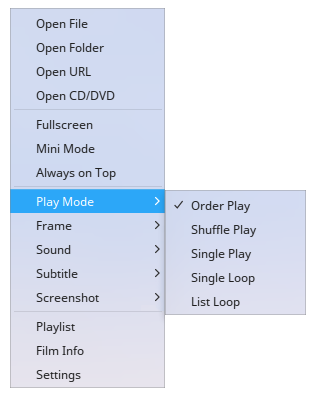 Open File
Open Folder
Open URL
Open CD/DVD
Fullscreen
Mini Mode
Always on Top
Play Mode
Frame
Sound
Subtitle
Screenshot
Playlist
Film Info
Settings
Order Play
Shuffle Play
Single Play
Single Loop
List Loop